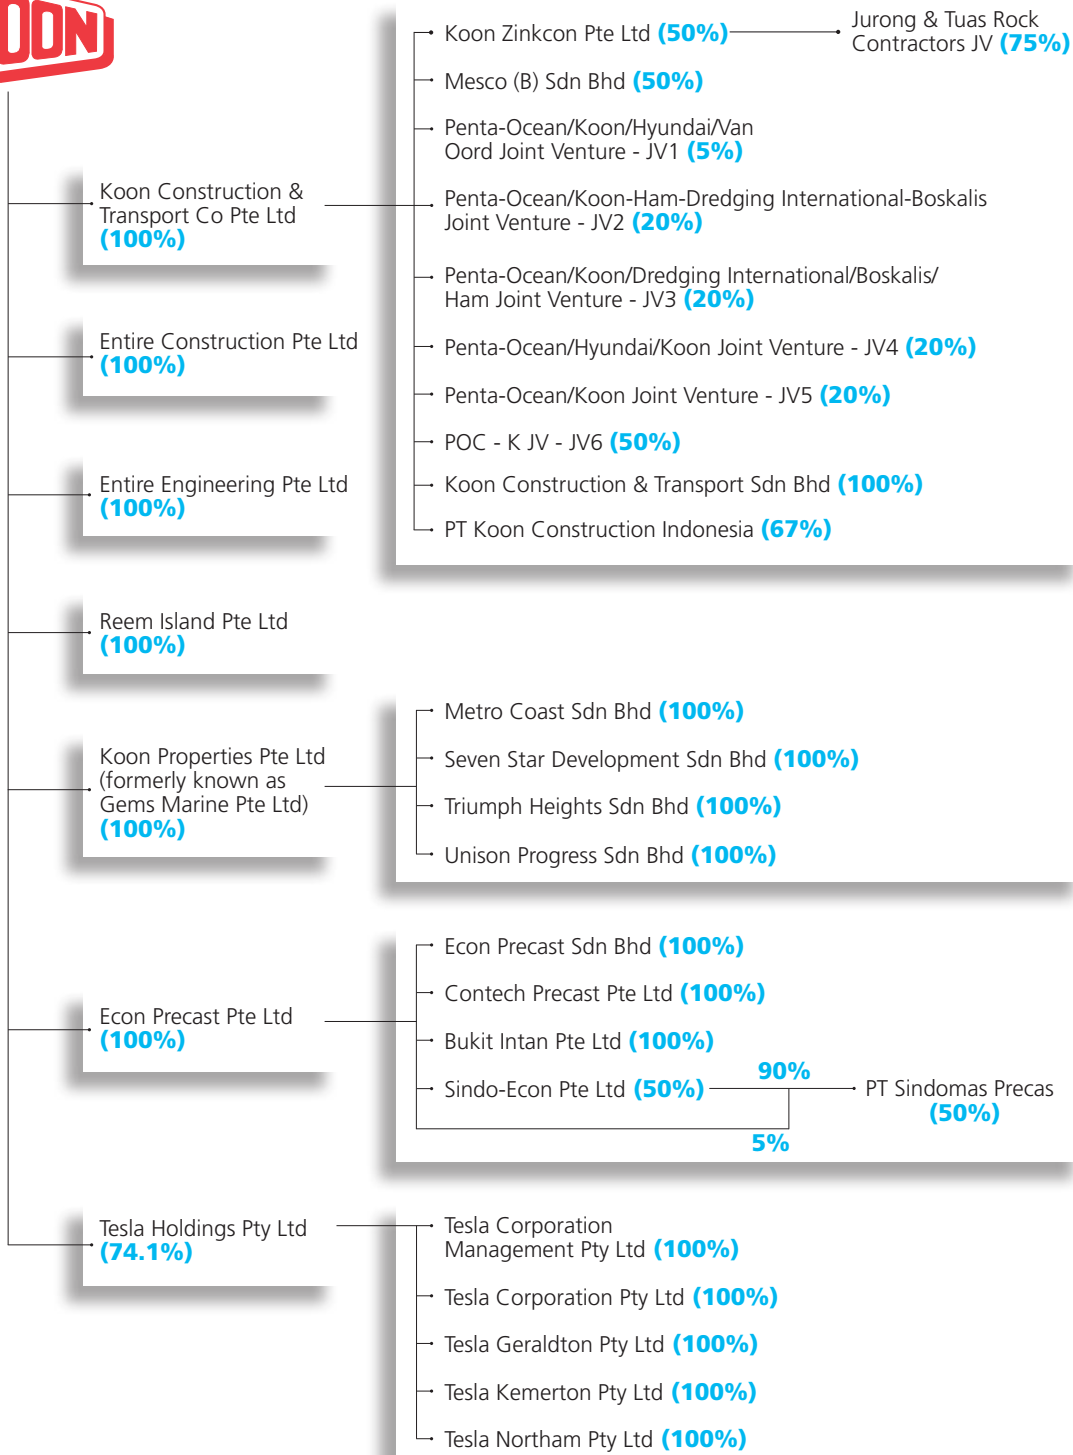 OON
Koon Construction &
Transport Co Pte Ltd
(100%)
Koon Zinkcon Pte Ltd (50%)
Jurong & Tuas Rock
Contractors JV (75%)
Mesco (B) Sdn Bhd (50%)
Penta-Ocean/Koon/Hyundai/Van
Oord Joint Venture - JV1 (5%)
Penta-Ocean/Koon-Ham-Dredging International-Boskalis
Joint Venture - JV2 (20%)
Penta-Ocean/Koon/Dredging International/Boskalis/
Ham Joint Venture - JV3 (20%)
Penta-Ocean/Hyundai/Koon Joint Venture - JV4 (20%)
Penta-Ocean/Koon Joint Venture - JV5 (20%)
POC - K JV - JV6 (50%)
Koon Construction & Transport Sdn Bhd (100%)
PT Koon Construction Indonesia (67%)
Entire Construction Pte Ltd
(100%)
Entire Engineering Pte Ltd
(100%)
Reem Island Pte Ltd
(100%)
Koon Properties Pte Ltd
(formerly known as
Gems Marine Pte Ltd)
(100%)
Metro Coast Sdn Bhd (100%)
Seven Star Development Sdn Bhd (100%)
Triumph Heights Sdn Bhd (100%)
Unison Progress Sdn Bhd (100%)
Econ Precast Pte Ltd
(100%)
Econ Precast Sdn Bhd (100%)
Contech Precast Pte Ltd (100%)
Bukit Intan Pte Ltd (100%)
Sindo-Econ Pte Ltd (50%)
90%
5%
PT Sindomas Precas
(50%)
Tesla Holdings Pty Ltd
(74.1%)
Tesla Corporation
Management Pty Ltd (100%)
Tesla Corporation Pty Ltd (100%)
Tesla Geraldton Pty Ltd (100%)
Tesla Kemerton Pty Ltd (100%)
Tesla Northam Pty Ltd (100%)